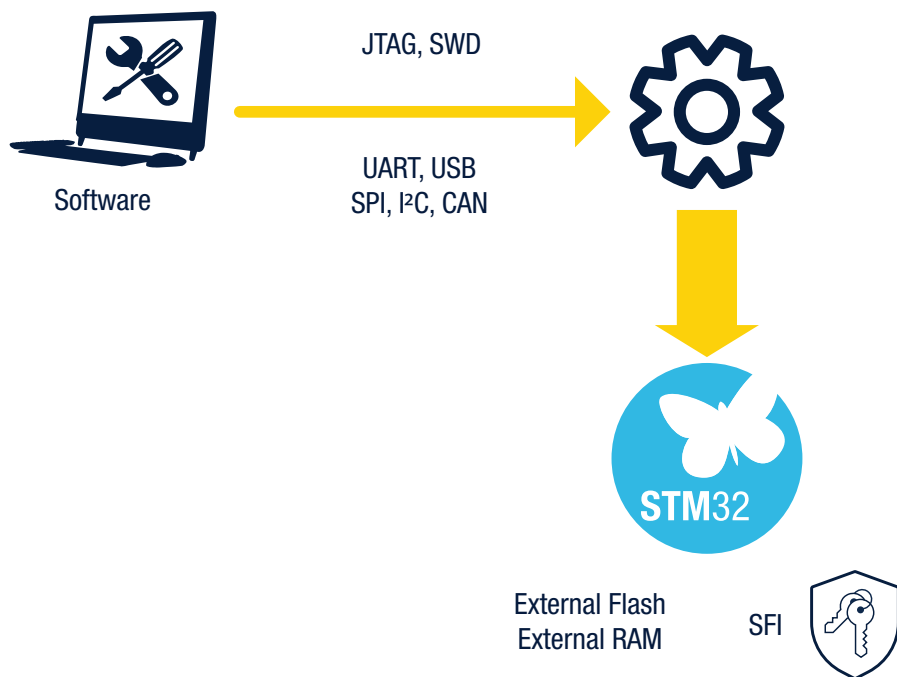 JTAG, SWD
UART, USB
SPI, I²C, CAN
Software
STM32
External Flash
External RAM
SFI